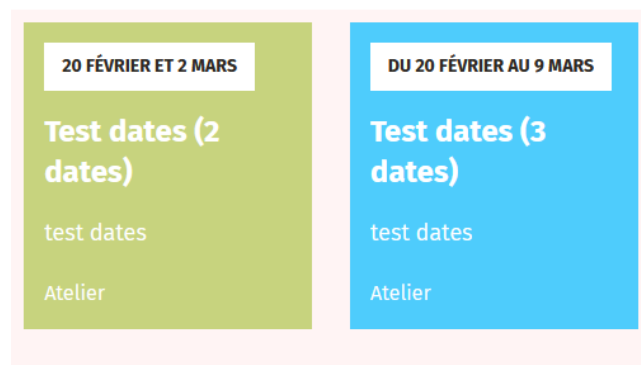 20 FÉVRIER ET 2 MARS
Test dates (2
dates)
test dates
Atelier
DU 20 FÉVRIER AU 9 MARS
Test dates (3
dates)
test dates
Atelier